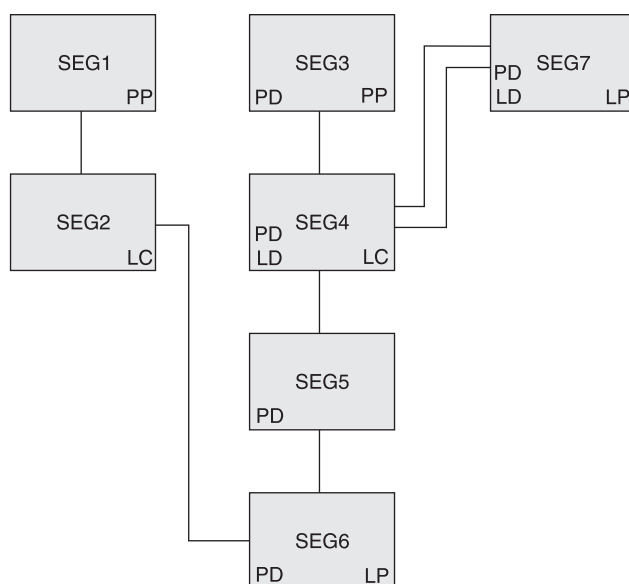 SEG1
PP
SEG3
PD PP
SEG7
PD
LD LP
SEG2
LC
SEG4
PD
LD LC
SEG5
PD
SEG6
PD LP